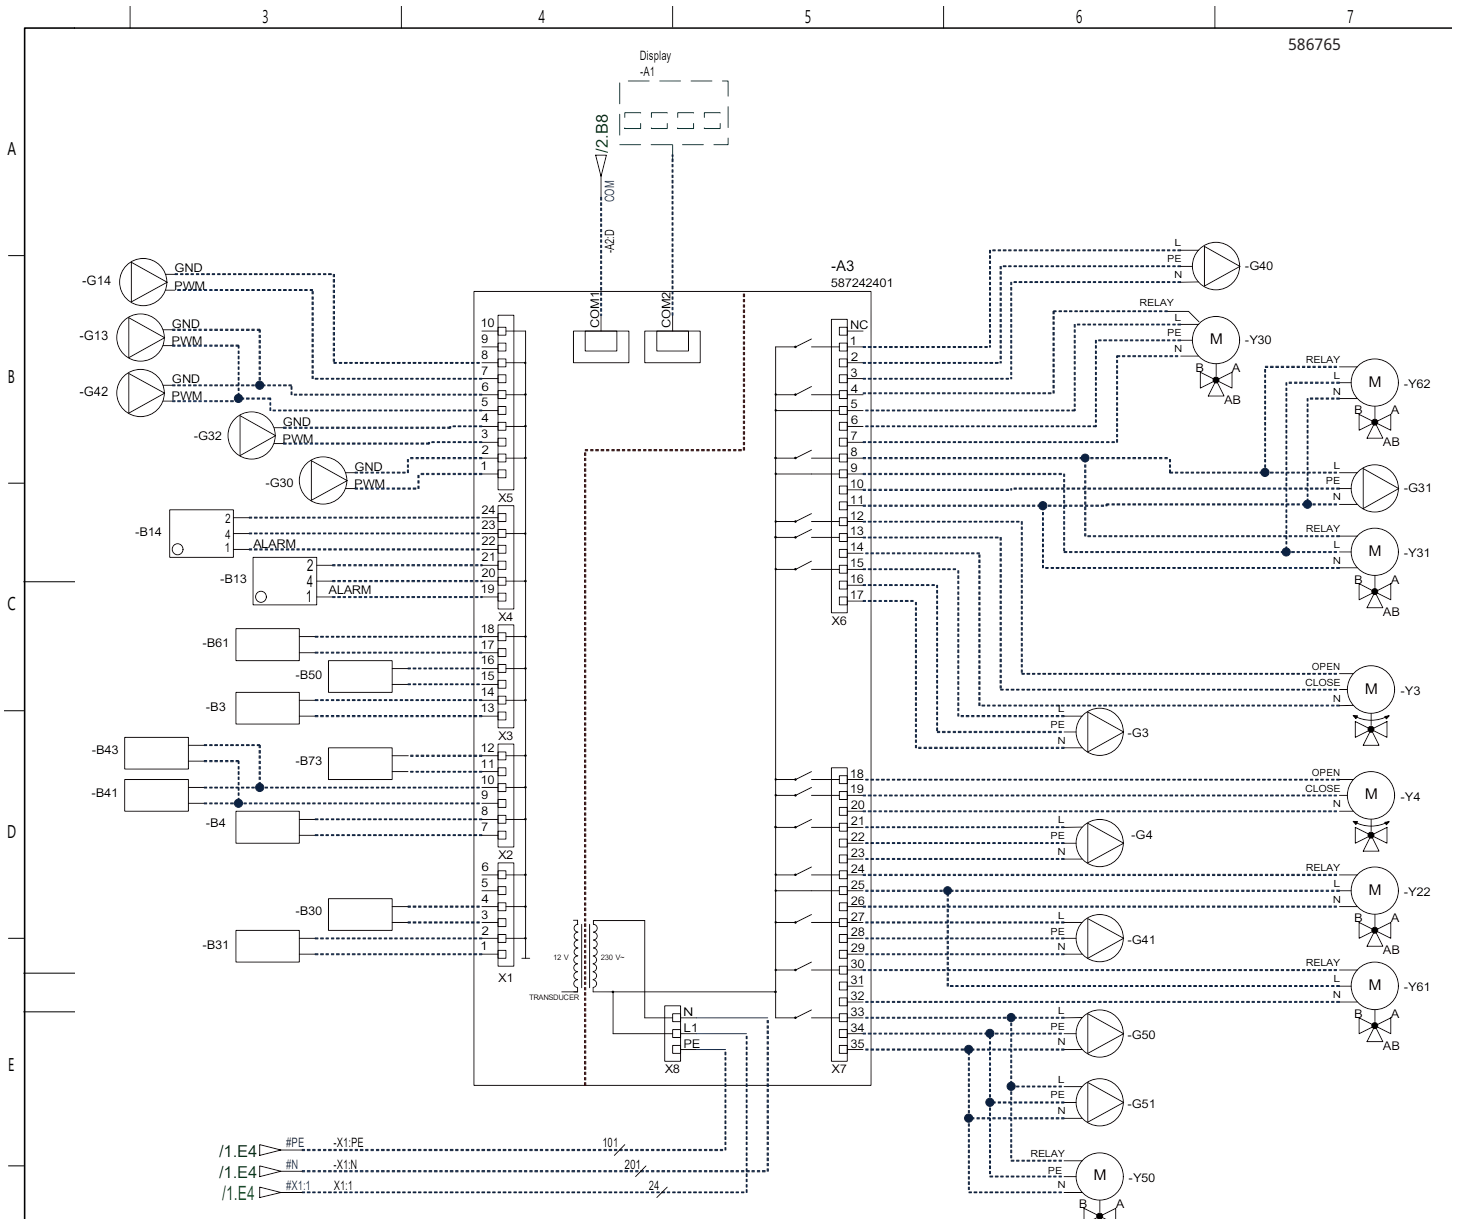 3 4 5 6 7
586765
Display
-A1
A
/2.B8
COM
-A2:D
-A3
587242401
L
PE
N
-G40
-G14
GND
PWM
COM1
COM2
RELAY
L
PE
N
M
-Y30
B A
AB
-G13
GND
PWM
B
-G42
GND
PWM
-G32
GND
PWM
-G30
GND
PWM
10
9
8
7
6
5
4
3
2
1
X5
NC
1
2
3
4
5
6
7
8
9
10
11
12
13
14
15
16
17
X6
RELAY
L
N
M
-Y62
B A
AB
L
PE
N
-G31
RELAY
L
N
M
-Y31
B A
AB
-B14
2
4
1
ALARM
-B13
2
4
1
ALARM
24
23
22
21
20
19
X4
C
-B61
-B50
-B3
18
17
16
15
14
13
X3
OPEN
CLOSE
N
M
-Y3
L
PE
N
-G3
-B43
-B73
-B41
-B4
12
11
10
9
8
7
X2
D
18
19
20
21
22
23
24
25
26
27
28
29
30
31
32
33
34
35
X7
OPEN
CLOSE
N
M
-Y4
L
PE
N
-G4
RELAY
L
N
M
-Y22
B A
AB
-B30
-B31
6
5
4
3
2
1
X1
12 V
230 V~
TRANSDUCER
L
PE
N
-G41
RELAY
L
N
M
-Y61
B A
AB
N
L1
PE
X8
L
PE
N
-G50
E
L
PE
N
-G51
/1.E4 #PE -X1:PE 101
/1.E4 #N -X1:N 201
/1.E4 #X1:1 X1:1 24
RELAY
PE
N
M
-Y50
B A